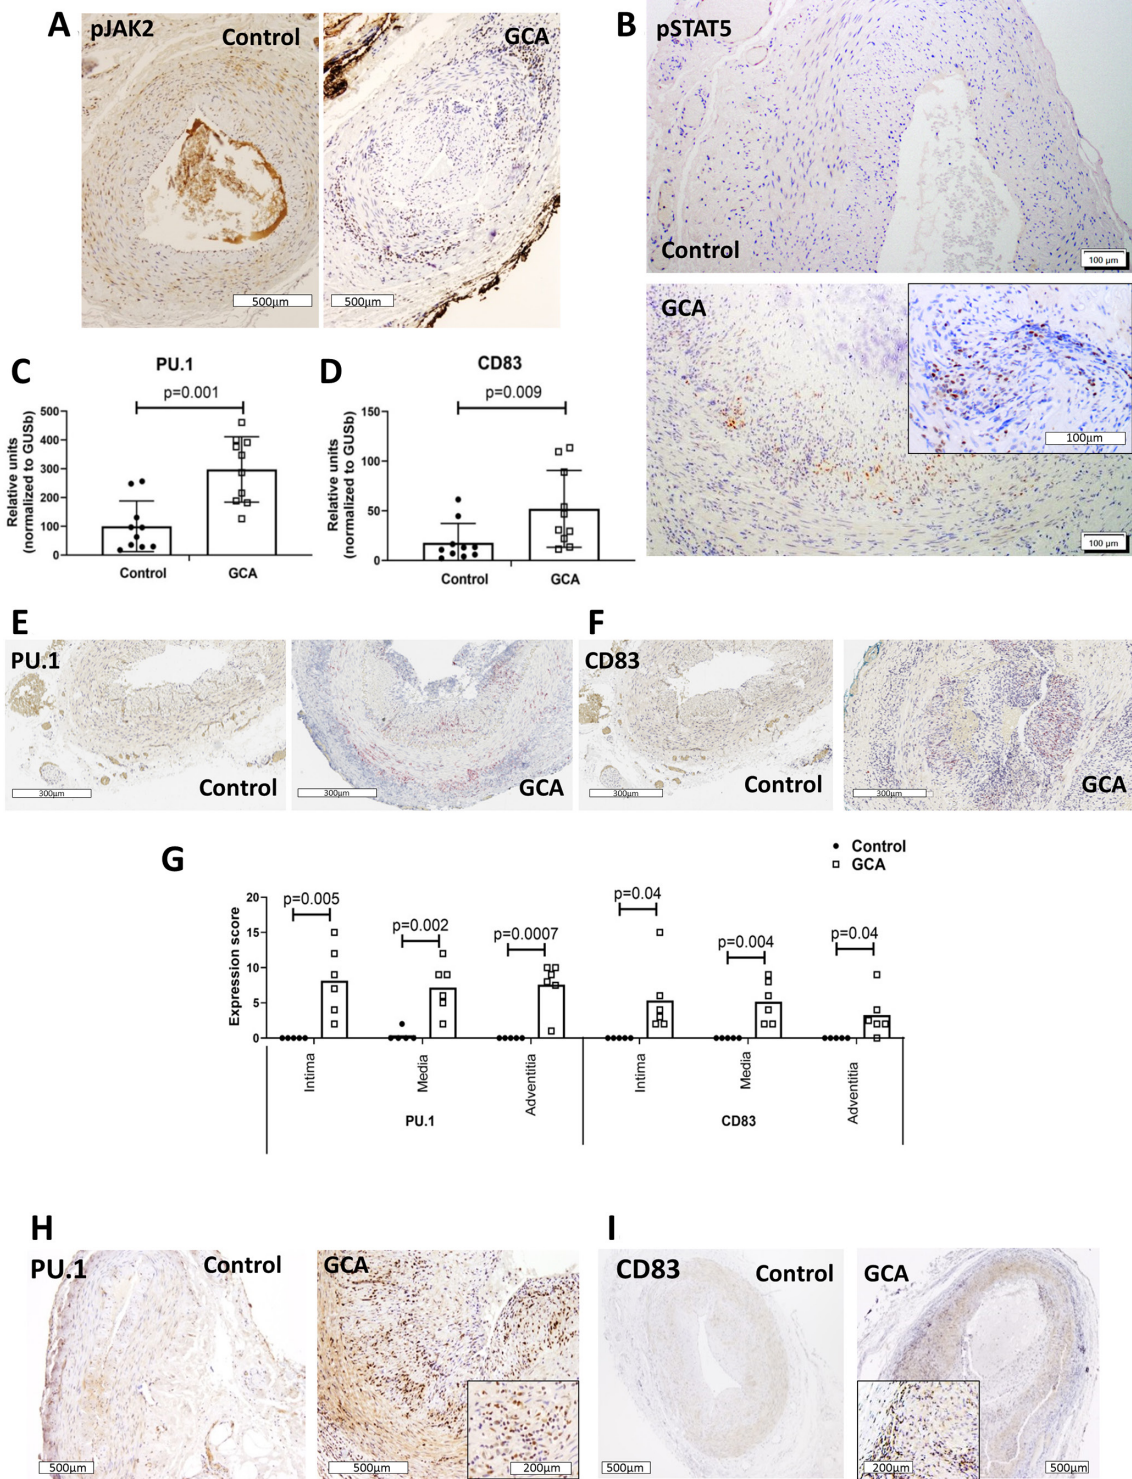 A
pJAK2
Control
500µm
GCA
500µm
B
pSTAT5
Control
100 µm
GCA
100µm
100 µm
C
PU.1
p=0.001
Relative units
(normalized to GUSb)
500
400
300
200
100
0
Control
GCA
D
CD83
p=0.009
Relative units
(normalized to GUSb)
150
100
50
0
Control
GCA
E
PU.1
Control
300µm
GCA
300µm
F
CD83
Control
300µm
GCA
300µm
G
Control
GCA
Expression score
20
15
10
5
0
p=0.005
p=0.002
p=0.0007
p=0.04
p=0.004
p=0.04
Intima
Media
Adventitia
Intima
Media
Adventitia
PU.1
CD83
H
PU.1
Control
500µm
GCA
500µm
200µm
I
CD83
Control
500µm
GCA
200µm
500µm